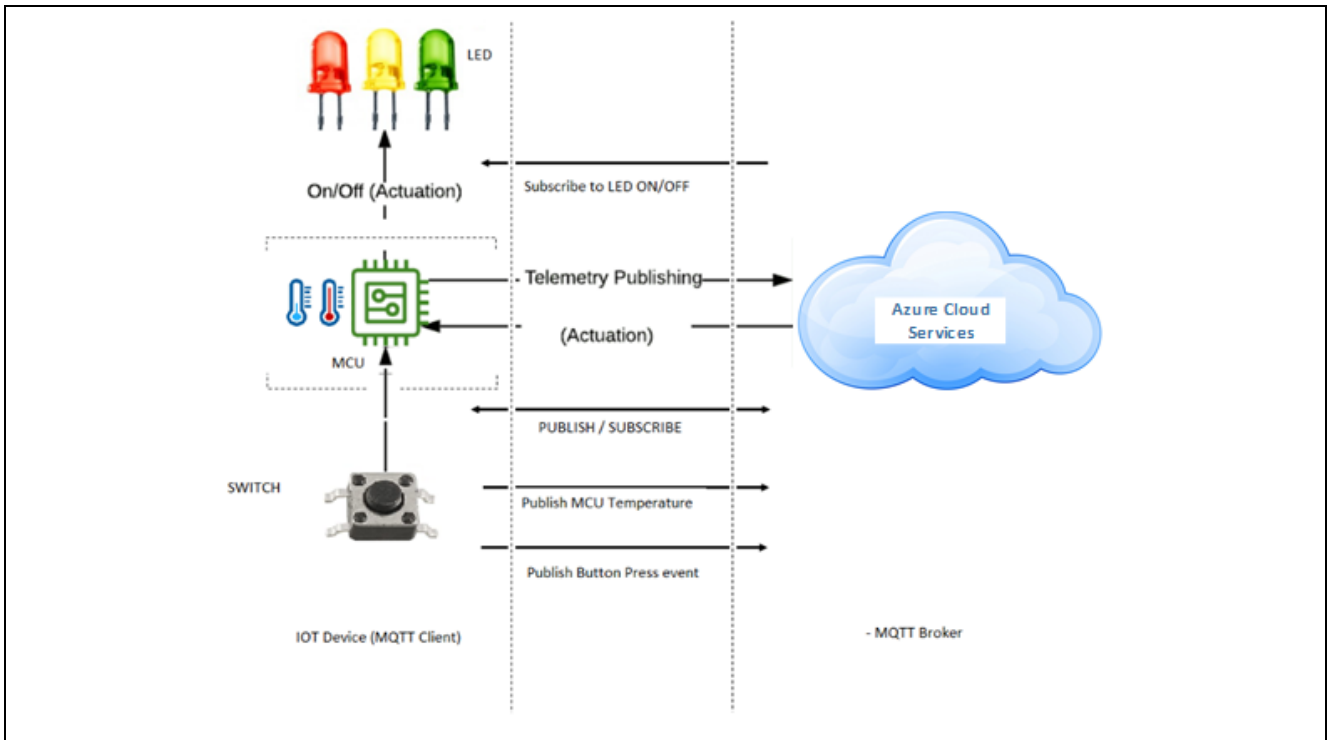 LED
Subscribe to LED ON/OFF
On/Off (Actuation)
Telemetry Publishing
(Actuation)
Azure Cloud
Services
MCU
PUBLISH / SUBSCRIBE
SWITCH
Publish MCU Temperature
Publish Button Press event
IOT Device (MQTT Client)
- MQTT Broker